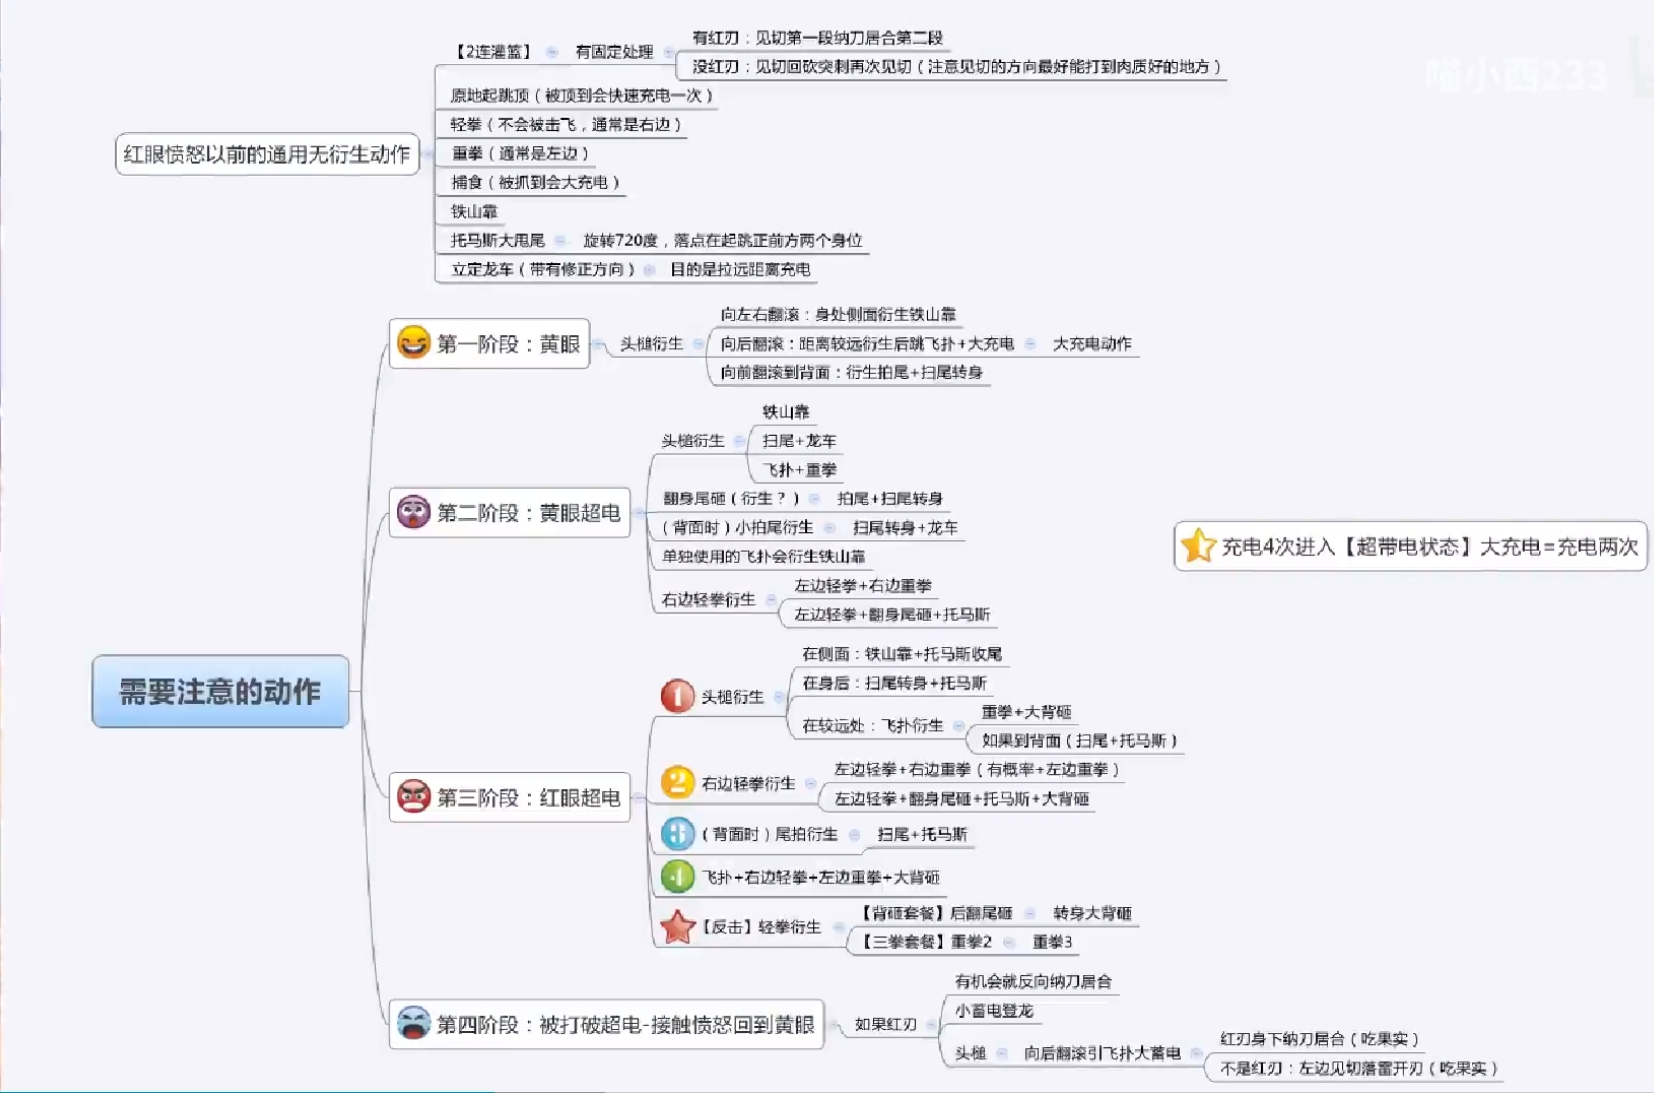 喵小西233
【2连灌篮】 有固定处理
有红刃：见切第一段纳刀居合第二段
没红刃：见切回砍突刺再次见切（注意见切的方向最好能打到肉质好的地方）
红眼愤怒以前的通用无衍生动作
原地起跳顶（被顶到会快速充电一次）
轻拳（不会被击飞，通常是右边）
重拳（通常是左边）
捕食（被抓到会大充电）
铁山靠
托马斯大甩尾 旋转720度，落点在起跳正前方两个身位
立定龙车（带有修正方向） 目的是拉远距离充电
需要注意的动作
第一阶段：黄眼
头槌衍生
向左右翻滚：身处侧面衍生铁山靠
向后翻滚：距离较远衍生后跳飞扑+大充电 大充电动作
向前翻滚到背面：衍生拍尾+扫尾转身
第二阶段：黄眼超电
头槌衍生
铁山靠
扫尾+龙车
飞扑+重拳
翻身尾砸（衍生？） 拍尾+扫尾转身
（背面时）小拍尾衍生 扫尾转身+龙车
单独使用的飞扑会衍生铁山靠
右边轻拳衍生
左边轻拳+右边重拳
左边轻拳+翻身尾砸+托马斯
充电4次进入【超带电状态】大充电=充电两次
第三阶段：红眼超电
1 头槌衍生
在侧面：铁山靠+托马斯收尾
在身后：扫尾转身+托马斯
在较远处：飞扑衍生
重拳+大背砸
如果到背面（扫尾+托马斯）
2 右边轻拳衍生
左边轻拳+右边重拳（有概率+左边重拳）
左边轻拳+翻身尾砸+托马斯+大背砸
3 （背面时）尾拍衍生 扫尾+托马斯
4 飞扑+右边轻拳+左边重拳+大背砸
【反击】轻拳衍生
【背砸套餐】后翻尾砸 转身大背砸
【三拳套餐】重拳2 重拳3
第四阶段：被打破超电-接触愤怒回到黄眼
如果红刃
有机会就反向纳刀居合
小蓄电登龙
头槌 向后翻滚引飞扑大蓄电
红刃身下纳刀居合（吃果实）
不是红刃：左边见切落雷开刃（吃果实）